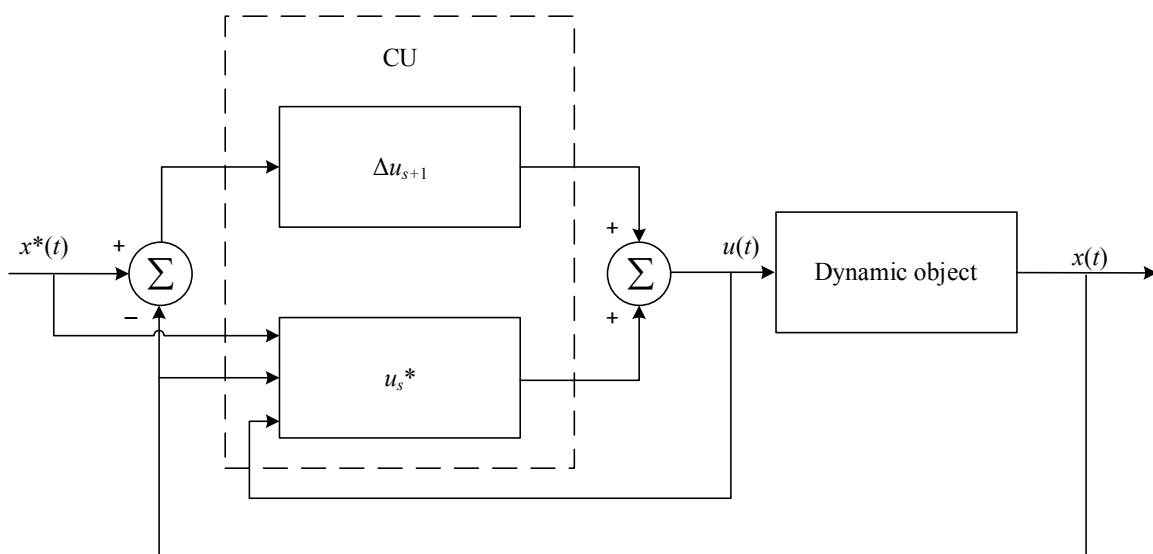 CU
Δu_{s+1}
x*(t)
+
Σ
−
+
Σ
+
u(t)
Dynamic object
x(t)
u_s*